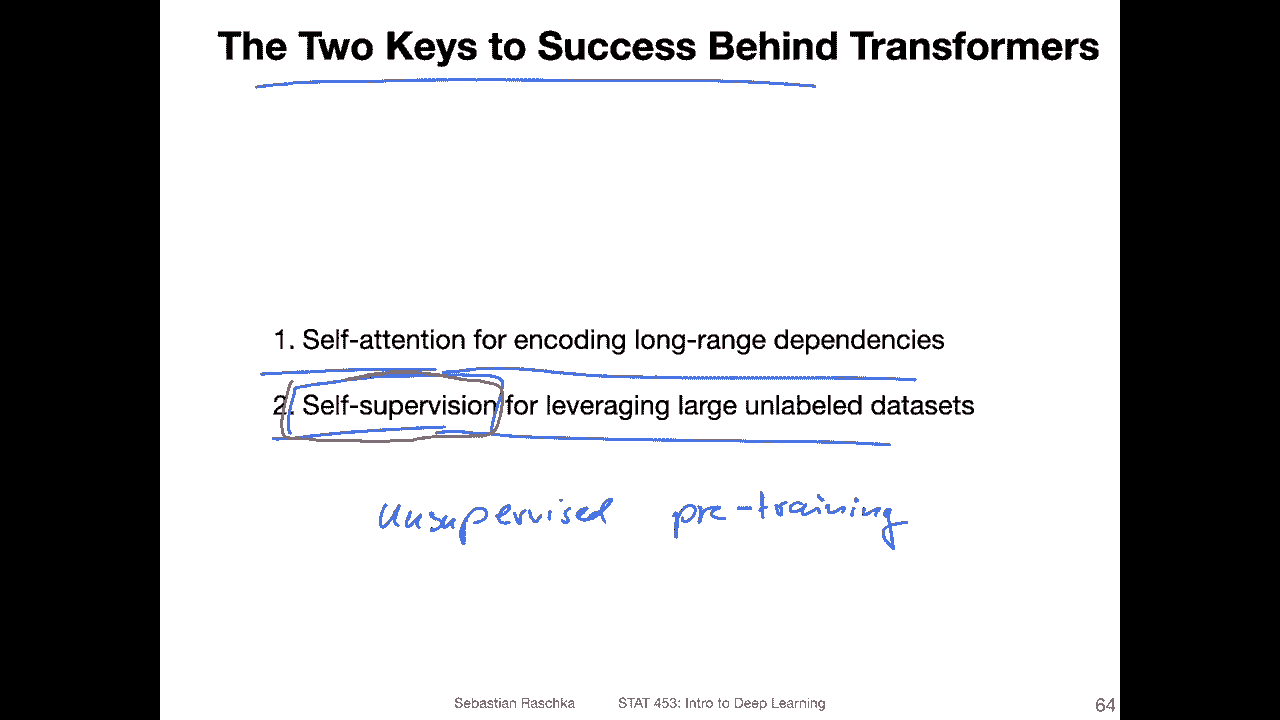 The Two Keys to Success Behind Transformers
1. Self-attention for encoding long-range dependencies
2. Self-supervision for leveraging large unlabeled datasets
unsupervised pre-training
Sebastian Raschka STAT 453: Intro to Deep Learning 64